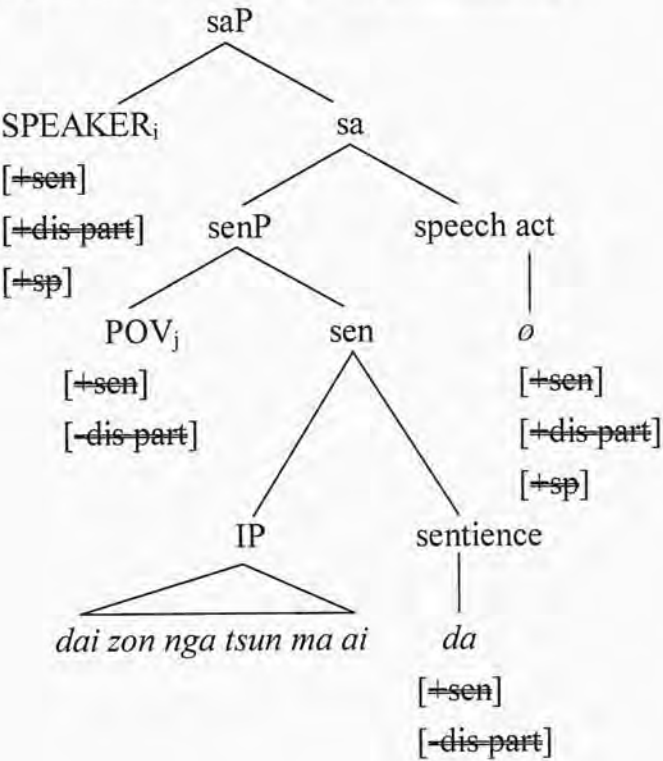 saP
SPEAKERi sa
[+sen]
[+dis part] senP speech act
[+sp]
POVj sen o
[+sen] [+sen]
[-dis part] [+dis part]
[+sp]
IP sentience
dai zon nga tsun ma ai da
[+sen]
[-dis part]